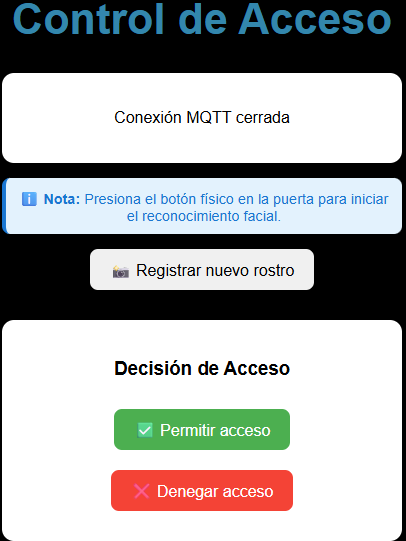 Control de Acceso
Conexión MQTT cerrada
ℹ️ Nota: Presiona el botón físico en la puerta para iniciar
el reconocimiento facial.
📷 Registrar nuevo rostro
Decisión de Acceso
✅ Permitir acceso
❌ Denegar acceso